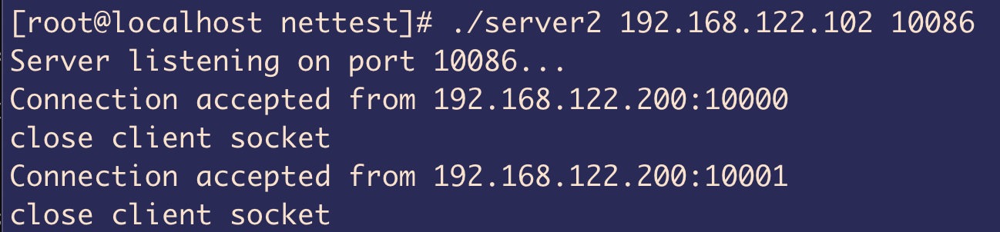 [root@localhost nettest]# ./server2 192.168.122.102 10086
Server listening on port 10086...
Connection accepted from 192.168.122.200:10000
close client socket
Connection accepted from 192.168.122.200:10001
close client socket